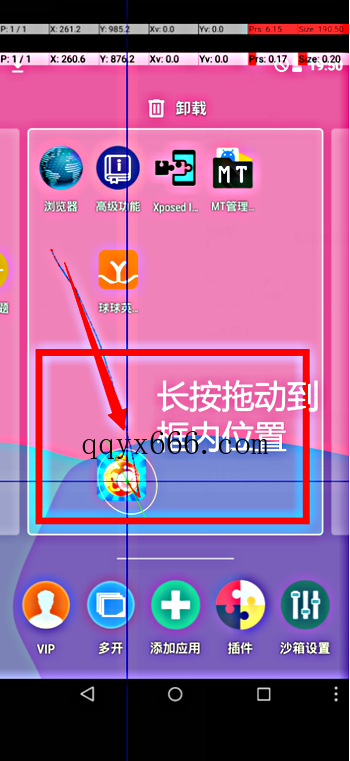 P: 1 / 1 X: 261.2 Y: 985.2 Xv: 0.0 Yv: 0.0 Prs: 6.15 Size: 190.50
P: 1 / 1 X: 260.6 Y: 876.2 Xv: 0.0 Yv: 0.0 Prs: 0.17 Size: 0.20
卸载
浏览器 高级功能 Xposed I... MT管理...
MT
球球英...
长按拖动到
框内位置
qqyx666.com
VIP 多开 添加应用 插件 沙箱设置